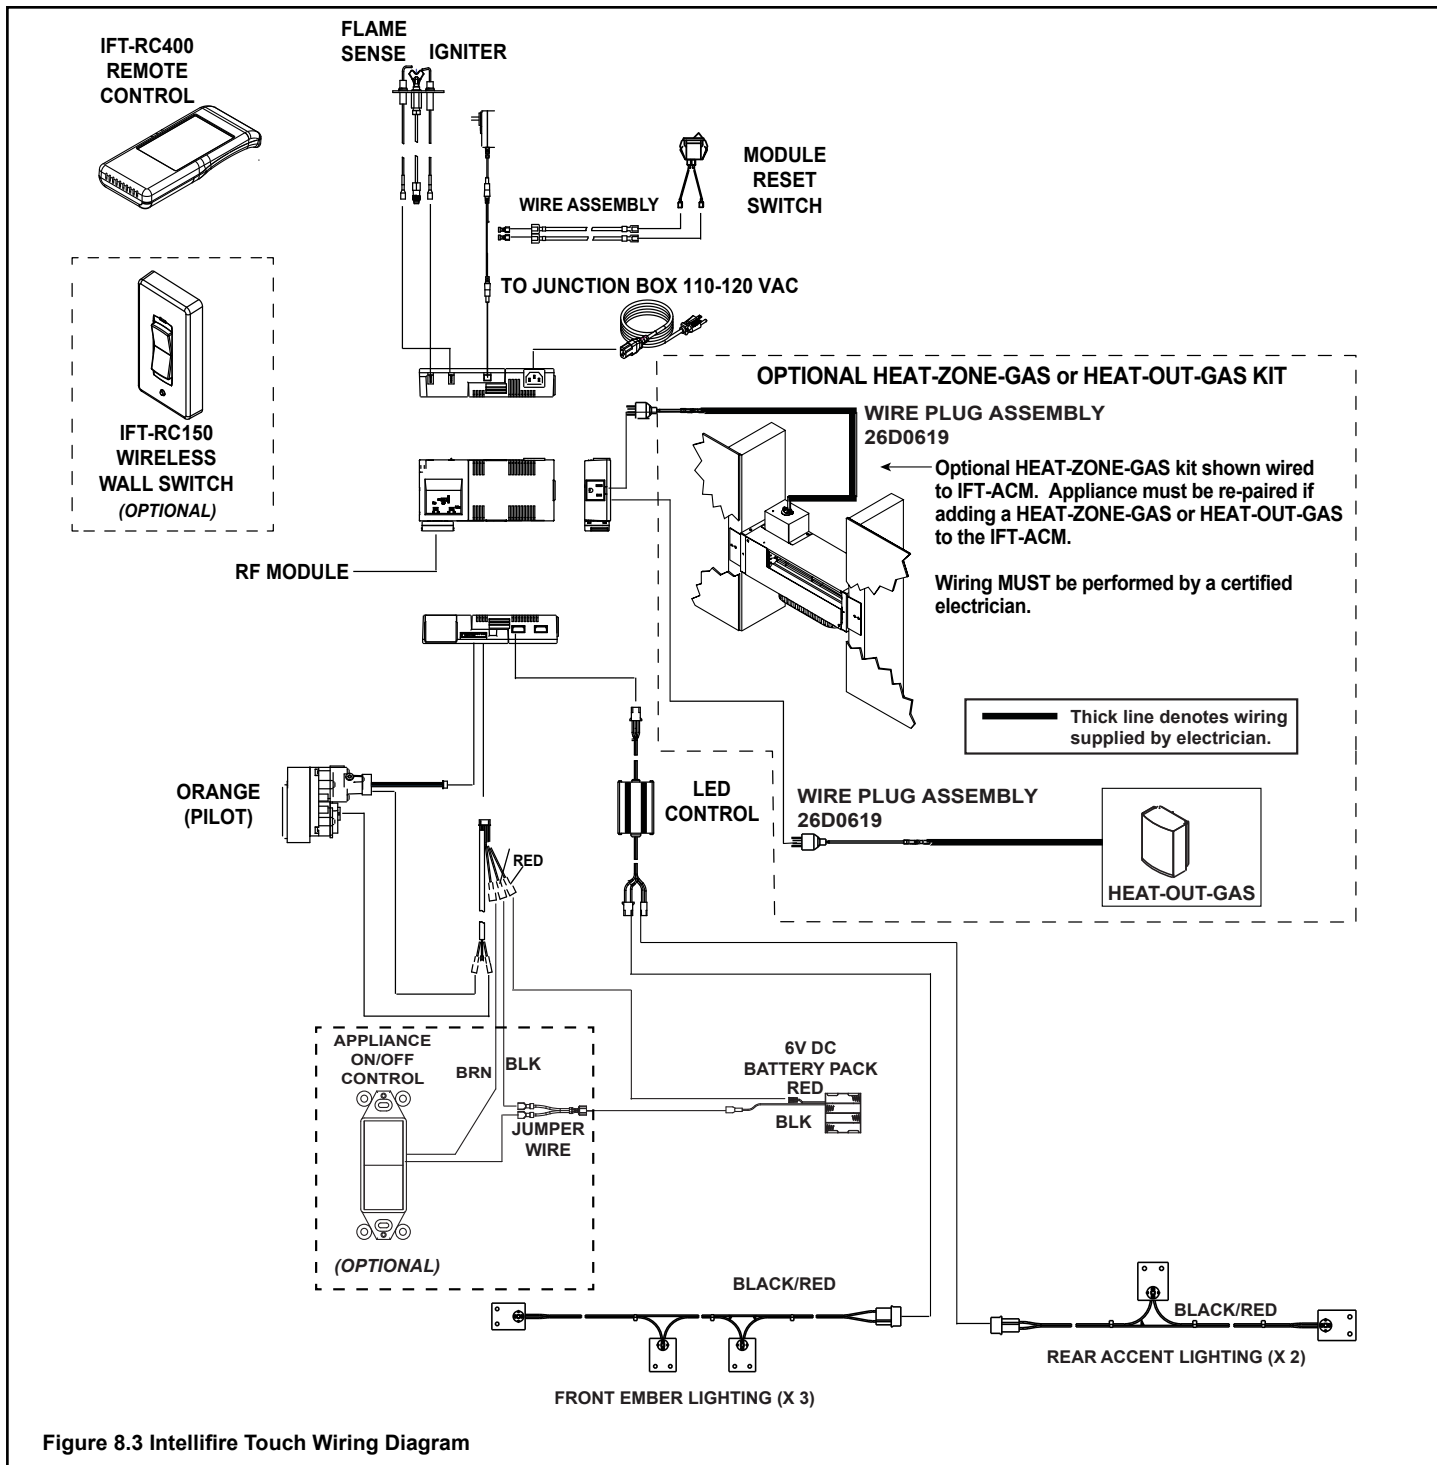 IFT-RC400
REMOTE
CONTROL
FLAME
SENSE
IGNITER
MODULE
RESET
SWITCH
WIRE ASSEMBLY
TO JUNCTION BOX 110-120 VAC
IFT-RC150
WIRELESS
WALL SWITCH
(OPTIONAL)
OPTIONAL HEAT-ZONE-GAS or HEAT-OUT-GAS KIT
WIRE PLUG ASSEMBLY
26D0619
Optional HEAT-ZONE-GAS kit shown wired
to IFT-ACM. Appliance must be re-paired if
adding a HEAT-ZONE-GAS or HEAT-OUT-GAS
to the IFT-ACM.
Wiring MUST be performed by a certified
electrician.
RF MODULE
Thick line denotes wiring
supplied by electrician.
ORANGE
(PILOT)
LED
CONTROL
WIRE PLUG ASSEMBLY
26D0619
HEAT-OUT-GAS
RED
APPLIANCE
ON/OFF
CONTROL
BRN
BLK
JUMPER
WIRE
(OPTIONAL)
6V DC
BATTERY PACK
RED
BLK
BLACK/RED
FRONT EMBER LIGHTING (X 3)
BLACK/RED
REAR ACCENT LIGHTING (X 2)
Figure 8.3 Intellifire Touch Wiring Diagram